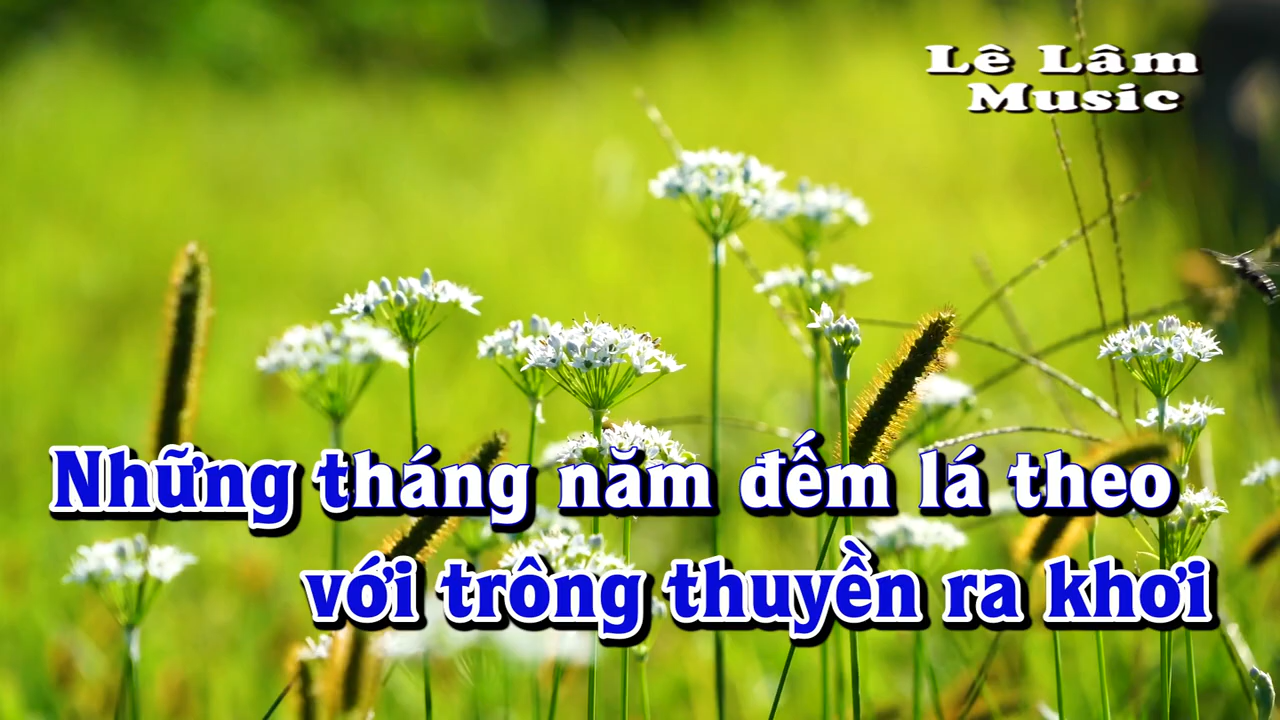 Lê Lâm
Music
Những tháng năm đếm lá theo
với trông thuyền ra khơi